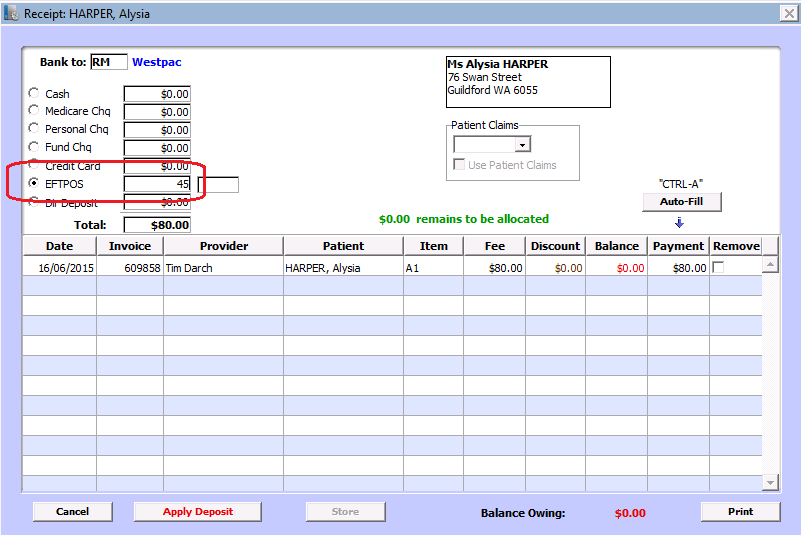 Receipt: HARPER, Alysia
Bank to: RM Westpac
Cash $0.00
Medicare Chq $0.00
Personal Chq $0.00
Fund Chq $0.00
Credit Card $0.00
EFTPOS 45
Dir Deposit $0.00
Total: $80.00
Ms Alysia HARPER
76 Swan Street
Guildford WA 6055
Patient Claims
Use Patient Claims
"CTRL-A"
Auto-Fill
$0.00 remains to be allocated
Date Invoice Provider Patient Item Fee Discount Balance Payment Remove
16/06/2015 609858 Tim Darch HARPER, Alysia A1 $80.00 $0.00 $0.00 $80.00
Cancel Apply Deposit Store Balance Owing: $0.00 Print